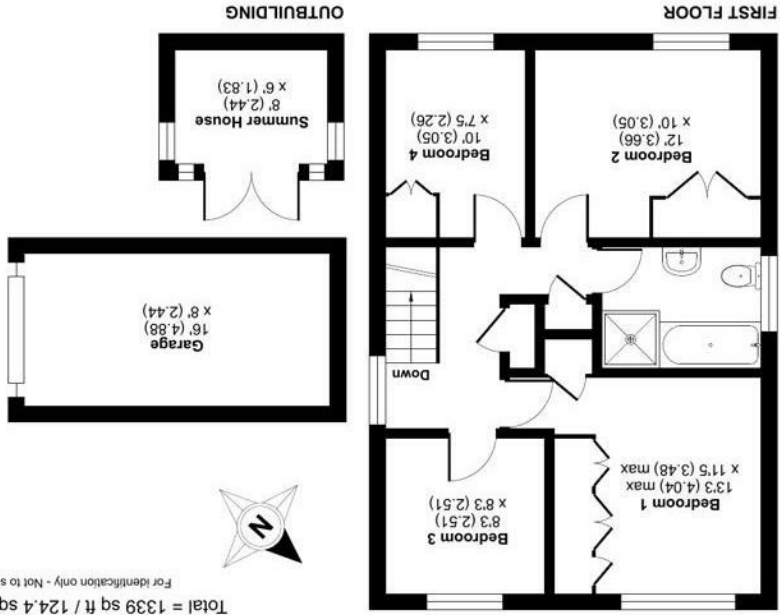 Total = 1339 sq ft / 124.4 sq
For identification only - Not to s
N
Bedroom 3
8'3 (2.51)
x 8'3 (2.51)
Bedroom 1
13'3 (4.04) max
x 11'5 (3.48) max
Down
Garage
16' (4.88)
x 8' (2.44)
Bedroom 4
10' (3.05)
x 7'5 (2.26)
Bedroom 2
12' (3.66)
x 10' (3.05)
Summer House
8' (2.44)
x 6' (1.83)
FIRST FLOOR
OUTBUILDING